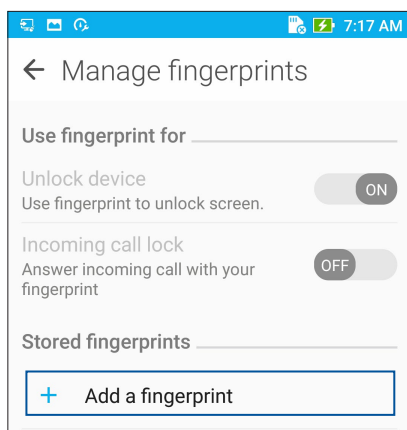 7:17 AM
Manage fingerprints
Use fingerprint for
Unlock device
Use fingerprint to unlock screen.
ON
Incoming call lock
Answer incoming call with your
fingerprint
OFF
Stored fingerprints
+ Add a fingerprint